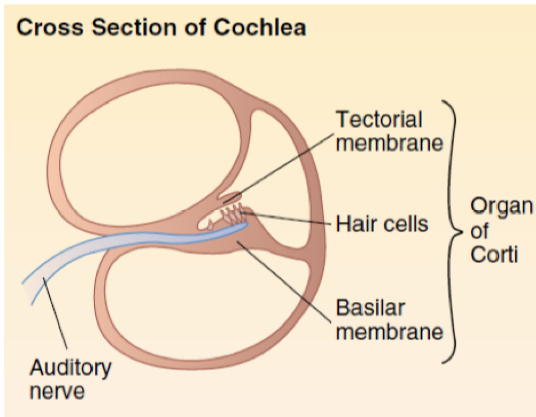 Cross Section of Cochlea
Tectorial
membrane
Hair cells
Organ
of
Corti
Basilar
membrane
Auditory
nerve